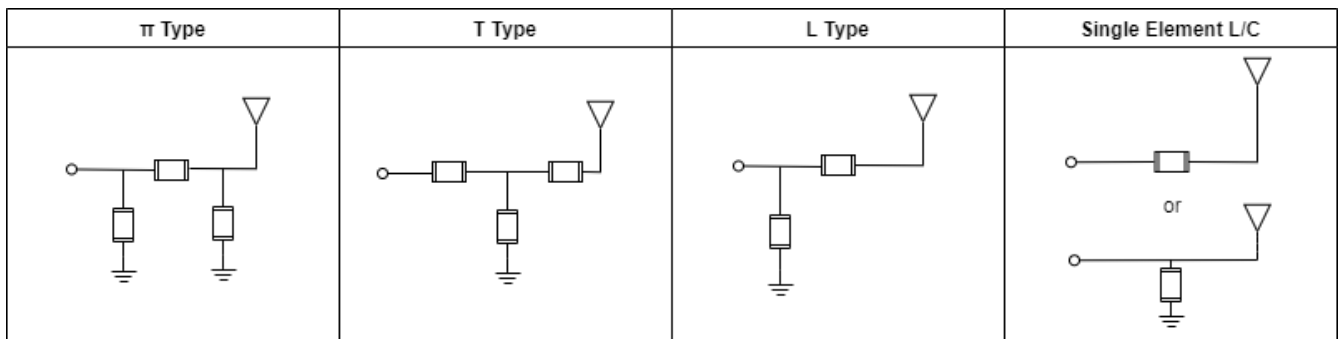 π Type
T Type
L Type
Single Element L/C
or